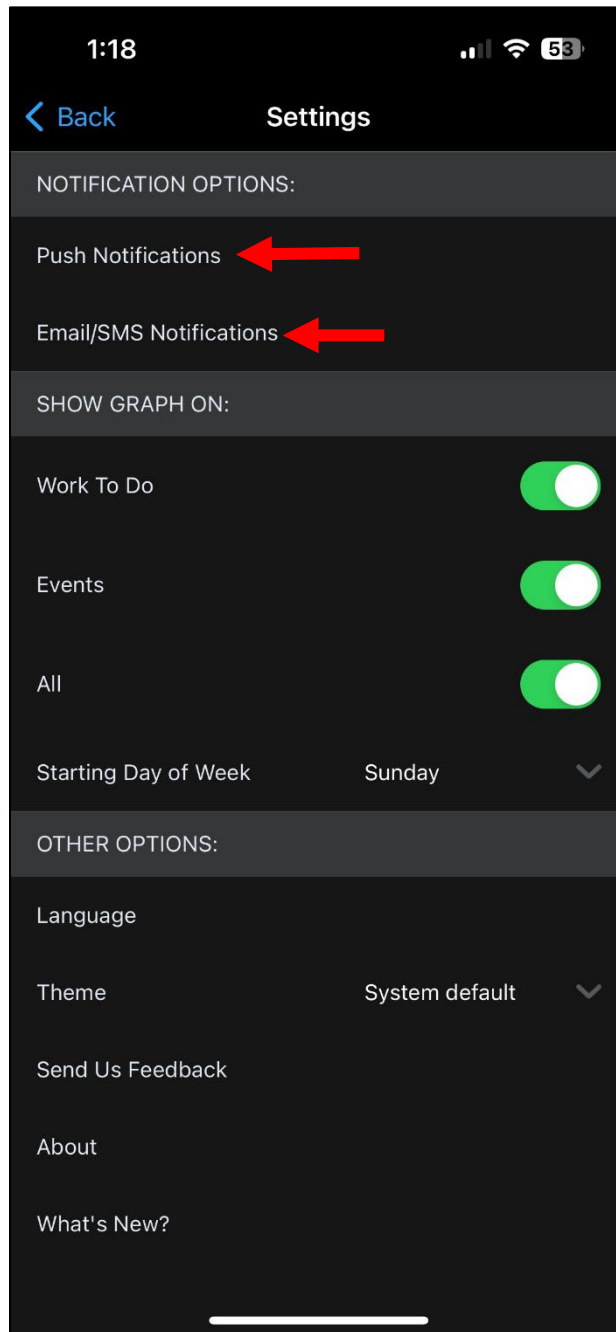 1:18 53
Back Settings
NOTIFICATION OPTIONS:
Push Notifications
Email/SMS Notifications
SHOW GRAPH ON:
Work To Do
Events
All
Starting Day of Week Sunday
OTHER OPTIONS:
Language
Theme System default
Send Us Feedback
About
What's New?